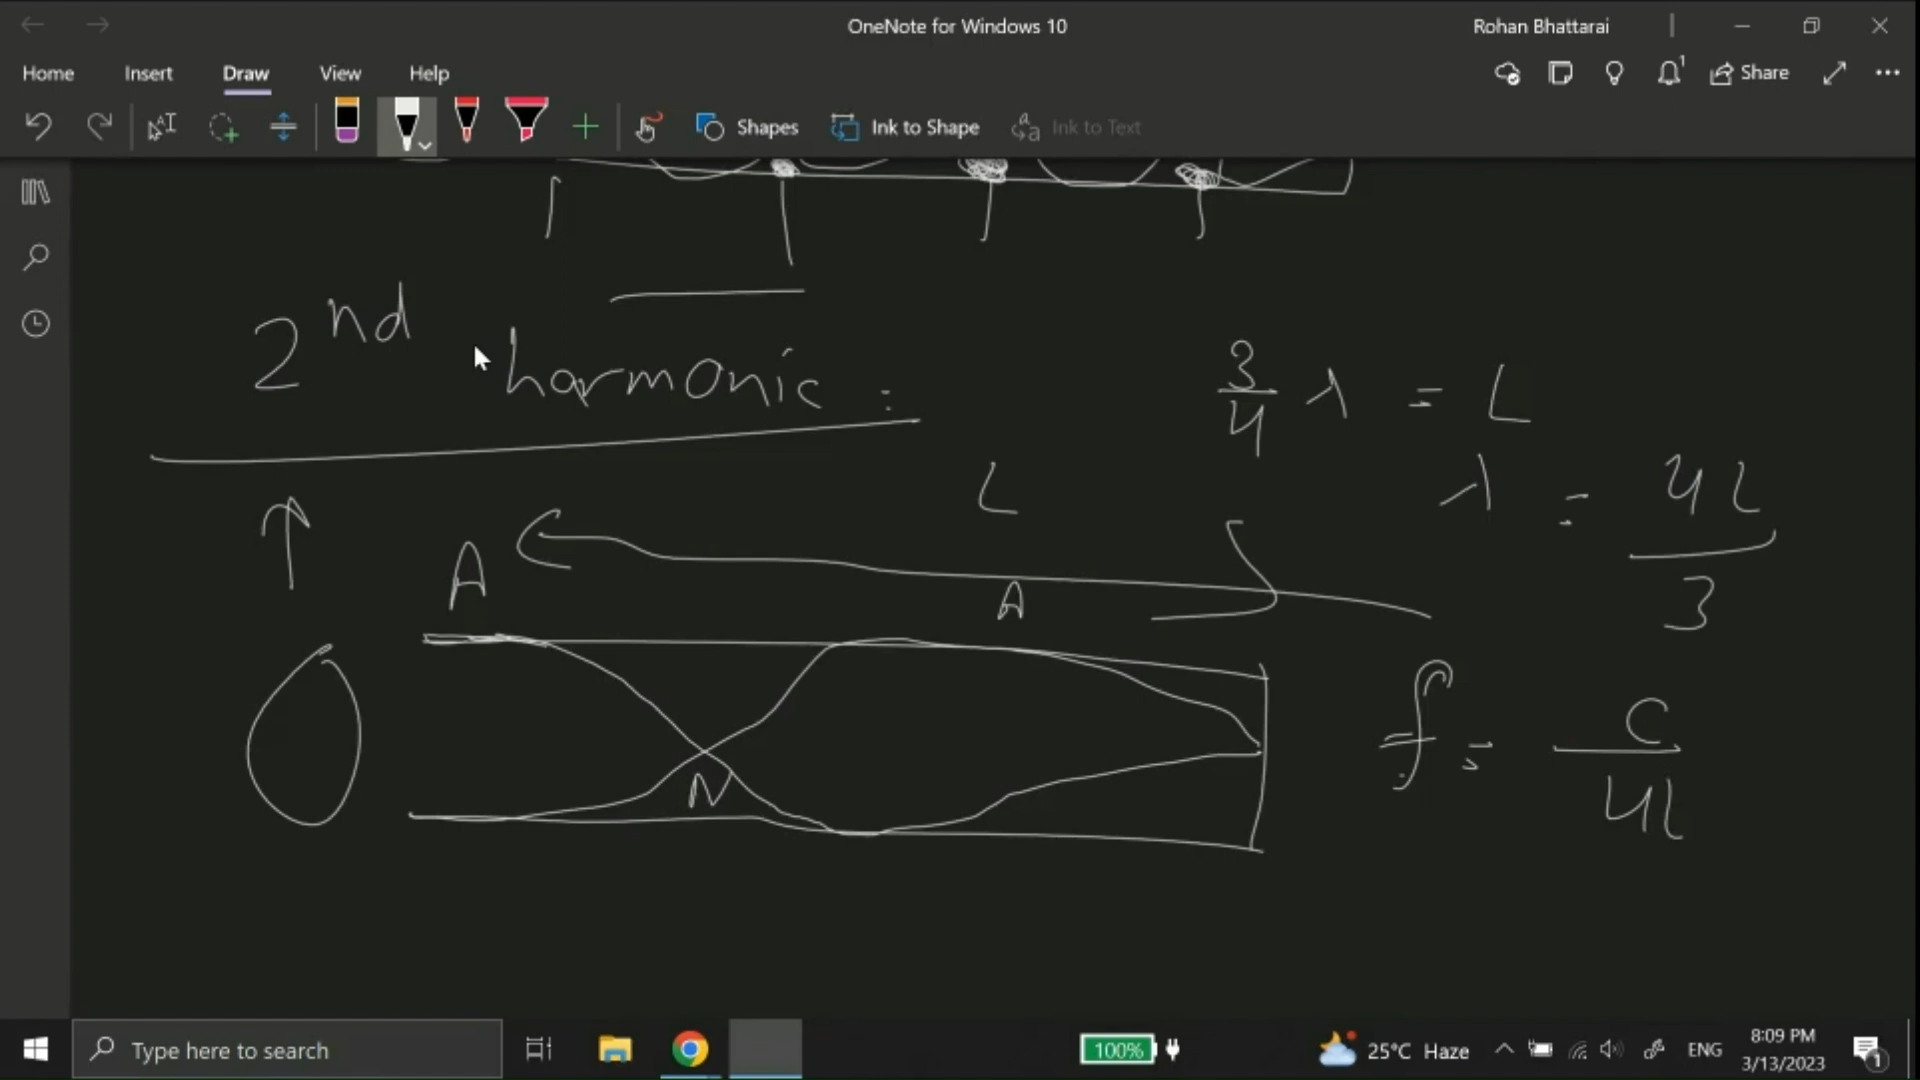 OneNote for Windows 10
Rohan Bhattarai
Home Insert Draw View Help
1
Share
Shapes Ink to Shape Ink to Text
2nd harmonic :
3/4 λ = L
L
λ = 4L/3
A
A
N
f = C/4L
Type here to search
100%
25°C Haze
ENG
8:09 PM
3/13/2023
1